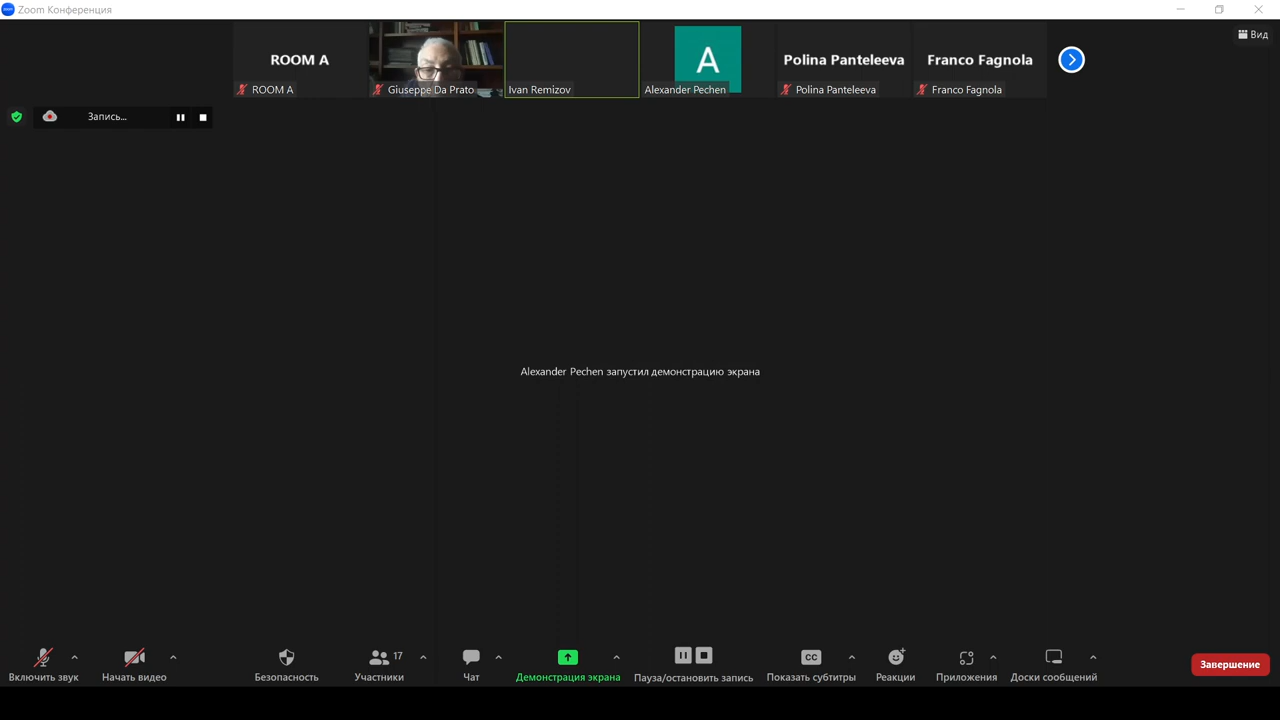 zoom Zoom Конференция
Вид
ROOM A
A
Polina Panteleeva
Franco Fagnola
ROOM A
Giuseppe Da Prato
Ivan Remizov
Alexander Pechen
Polina Panteleeva
Franco Fagnola
Запись...
Alexander Pechen запустил демонстрацию экрана
17
CC
Включить звук
Начать видео
Безопасность
Участники
Чат
Демонстрация экрана
Пауза/остановить запись
Показать субтитры
Реакции
Приложения
Доски сообщений
Завершение